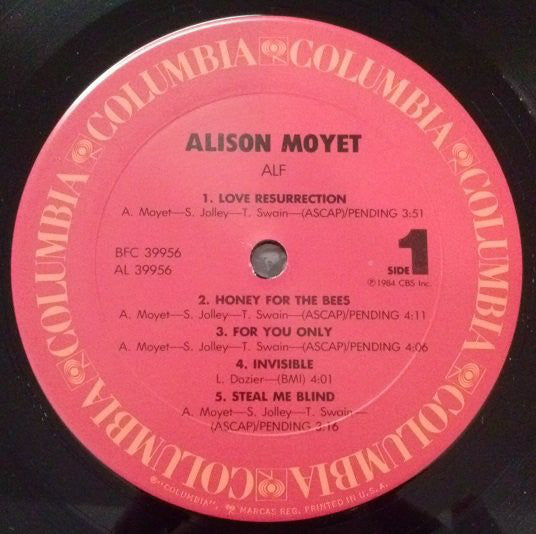 COLUMBIA COLUMBIA COLUMBIA COLUMBIA COLUMBIA COLUMBIA
ALISON MOYET
ALF
1. LOVE RESURRECTION
A. Moyet—S. Jolley—T. Swain—(ASCAP)/PENDING 3:51
BFC 39956
AL 39956
SIDE 1
℗1984 CBS Inc.
2. HONEY FOR THE BEES
A. Moyet—S. Jolley—T. Swain—(ASCAP)/PENDING 4:11
3. FOR YOU ONLY
A. Moyet—S. Jolley—T. Swain—(ASCAP)/PENDING 4:06
4. INVISIBLE
L. Dozier—(BMI) 4:01
5. STEAL ME BLIND
A. Moyet—S. Jolley—T. Swain—
(ASCAP)/PENDING 3:16
"COLUMBIA", MARCAS REG. PRINTED IN U.S.A.